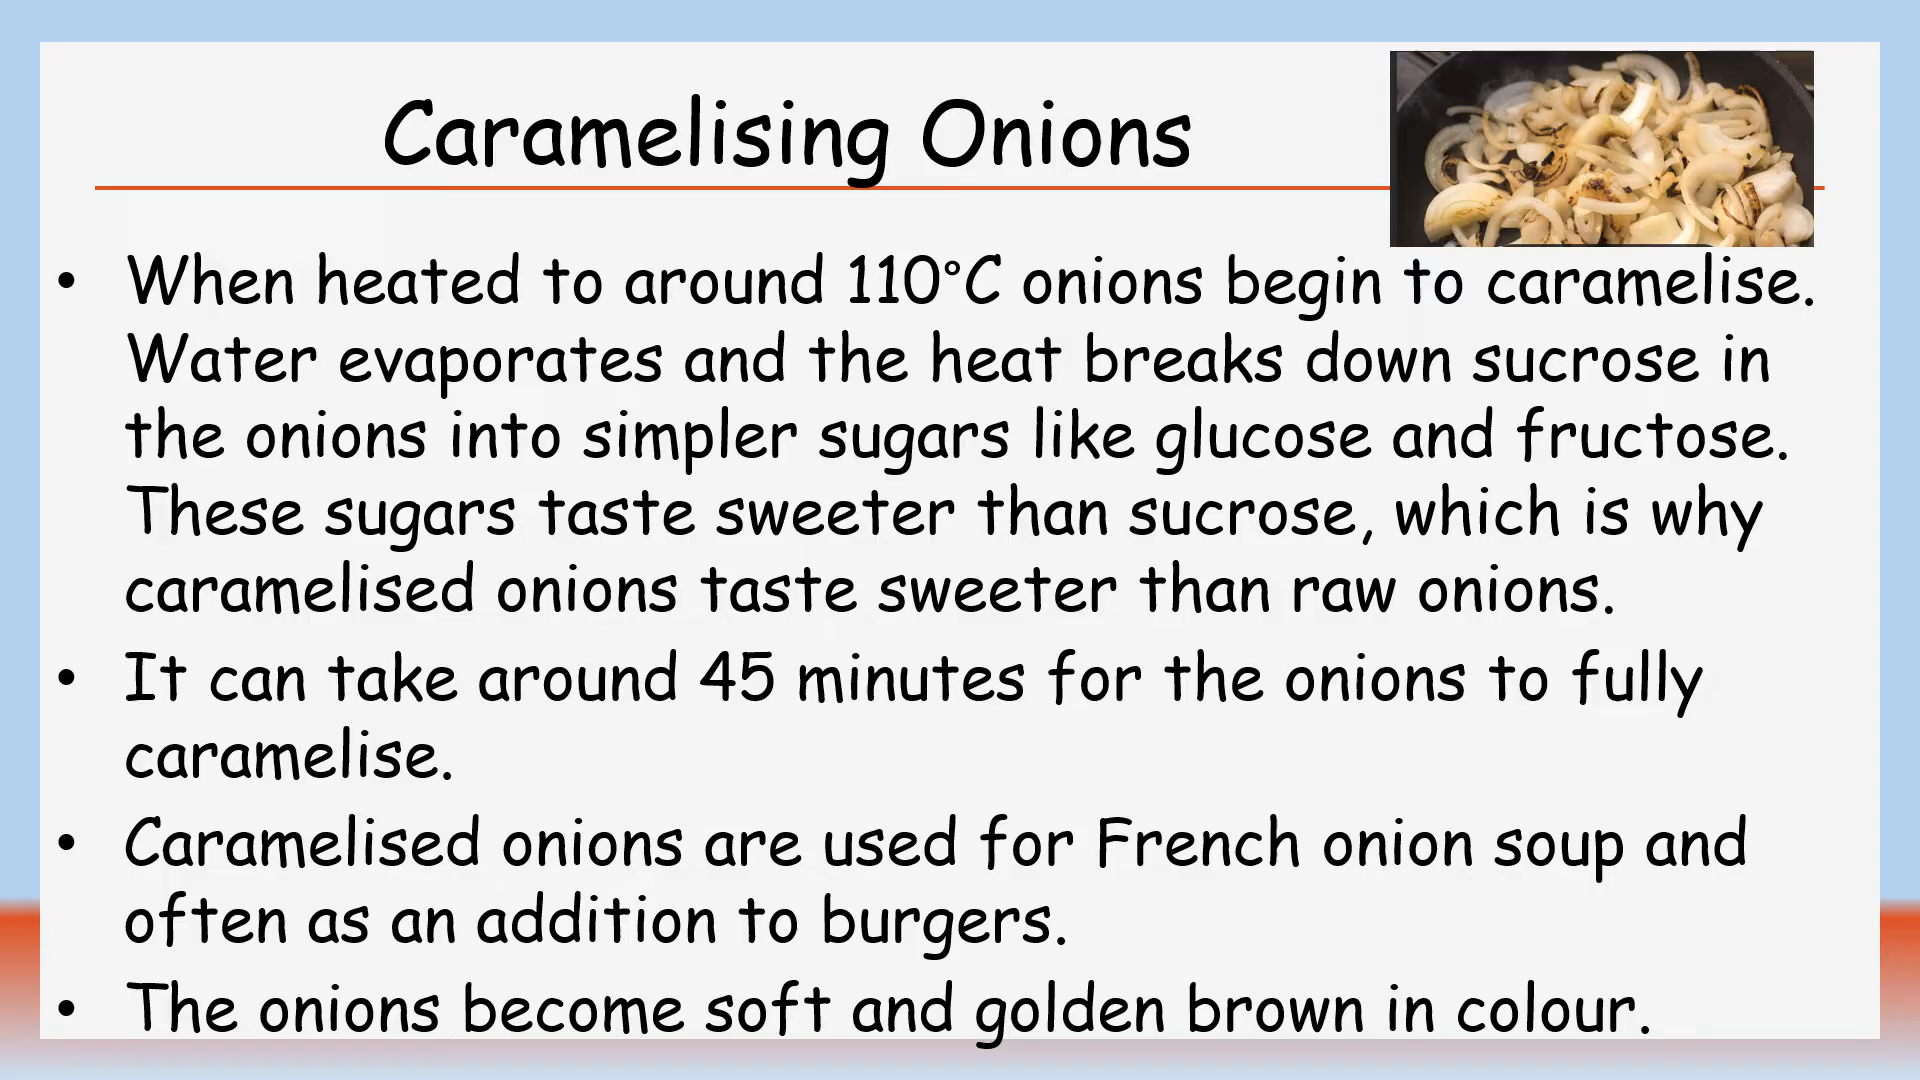 Caramelising Onions
• When heated to around 110°C onions begin to caramelise.
Water evaporates and the heat breaks down sucrose in
the onions into simpler sugars like glucose and fructose.
These sugars taste sweeter than sucrose, which is why
caramelised onions taste sweeter than raw onions.
• It can take around 45 minutes for the onions to fully
caramelise.
• Caramelised onions are used for French onion soup and
often as an addition to burgers.
• The onions become soft and golden brown in colour.